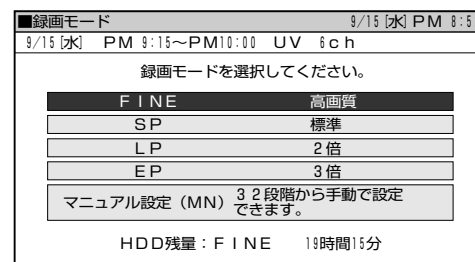 ■録画モード 9/15[水]PM 8:5
9/15[水] PM 9:15～PM10:00 UV 6ch
録画モードを選択してください。
FINE 高画質
SP 標準
LP 2倍
EP 3倍
マニュアル設定（MN） 32段階から手動で設定
できます。
HDD残量：FINE 19時間15分